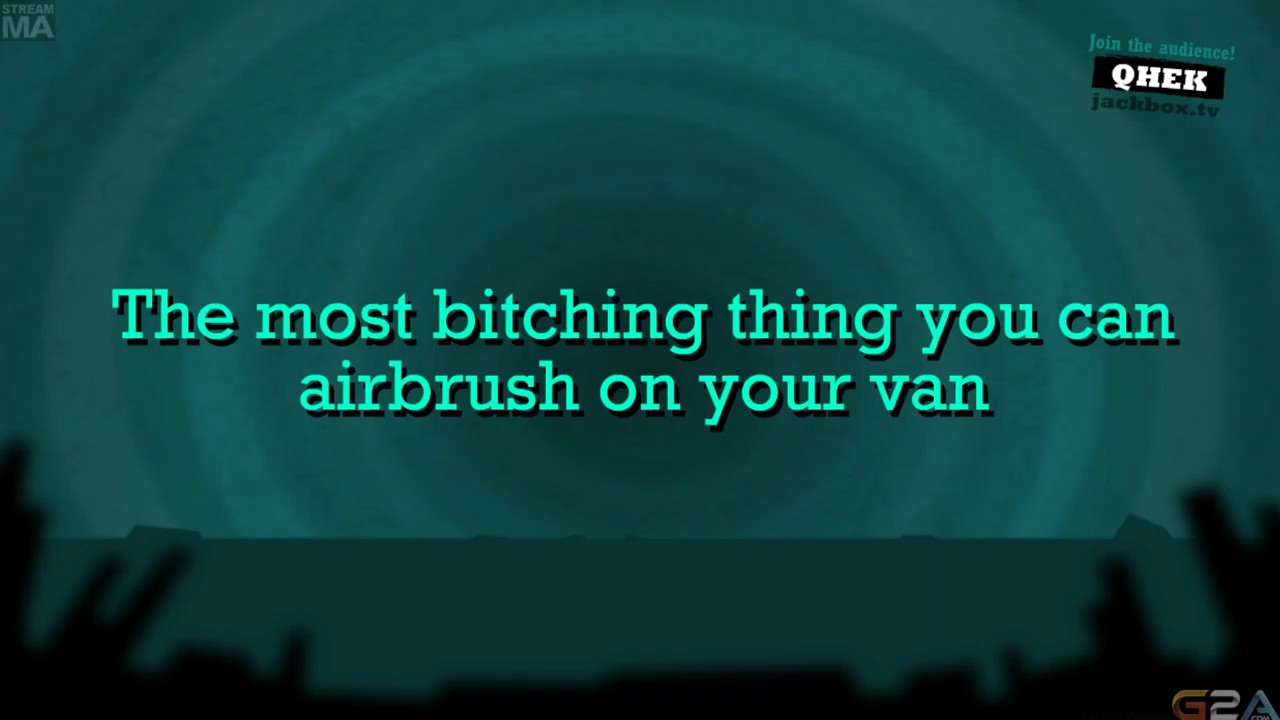 STREAM
MA
Join the audience!
QHEK
jackbox.tv
The most bitching thing you can
airbrush on your van
G2A
.COM